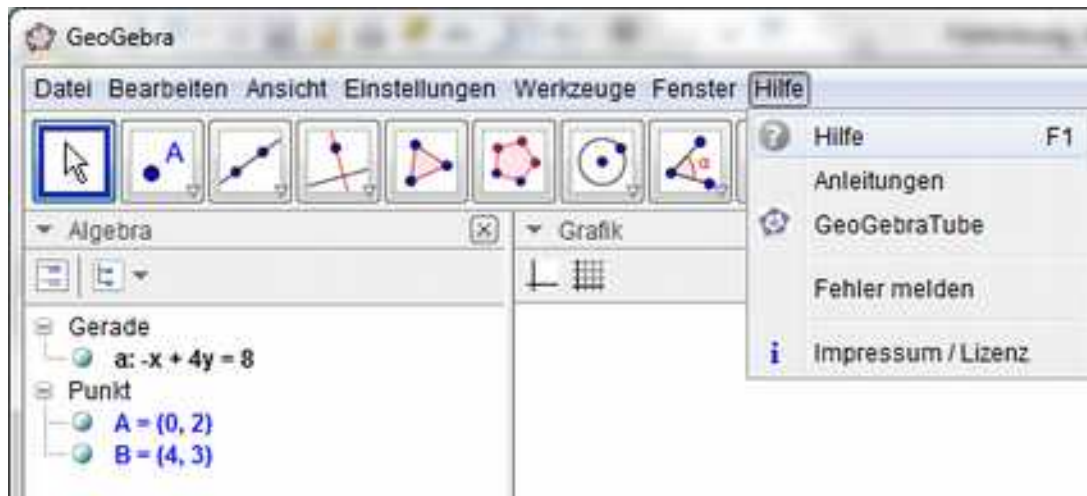 GeoGebra
Datei Bearbeiten Ansicht Einstellungen Werkzeuge Fenster Hilfe
A
α
Hilfe F1
Anleitungen
GeoGebraTube
Fehler melden
i Impressum / Lizenz
Algebra
Grafik
Gerade
a: -x + 4y = 8
Punkt
A = (0, 2)
B = (4, 3)